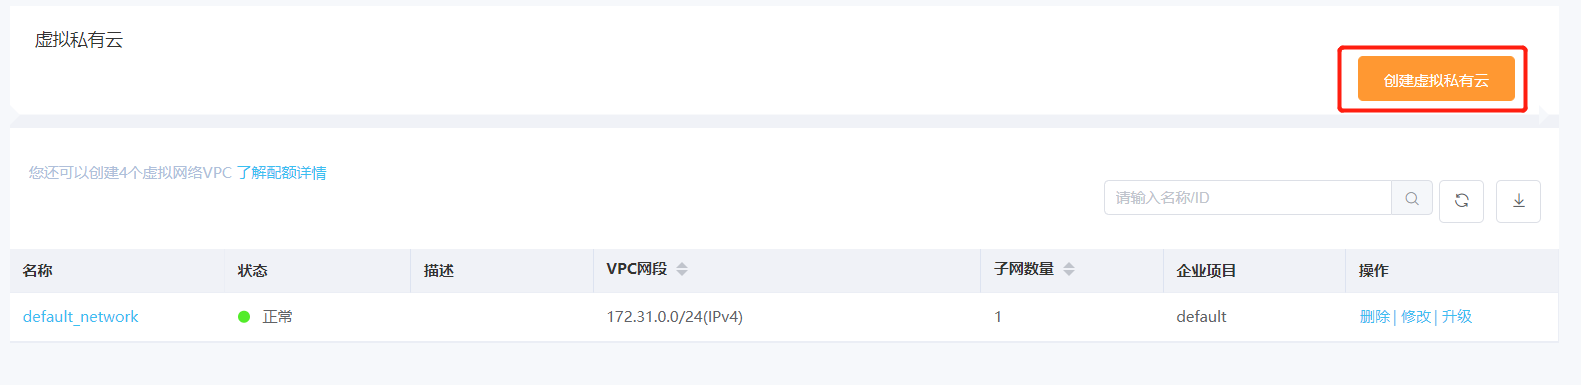 虚拟私有云
创建虚拟私有云
您还可以创建4个虚拟网络VPC 了解配额详情
请输入名称/ID
名称 状态 描述 VPC网段 子网数量 企业项目 操作
default_network 正常 172.31.0.0/24(IPv4) 1 default 删除| 修改| 升级